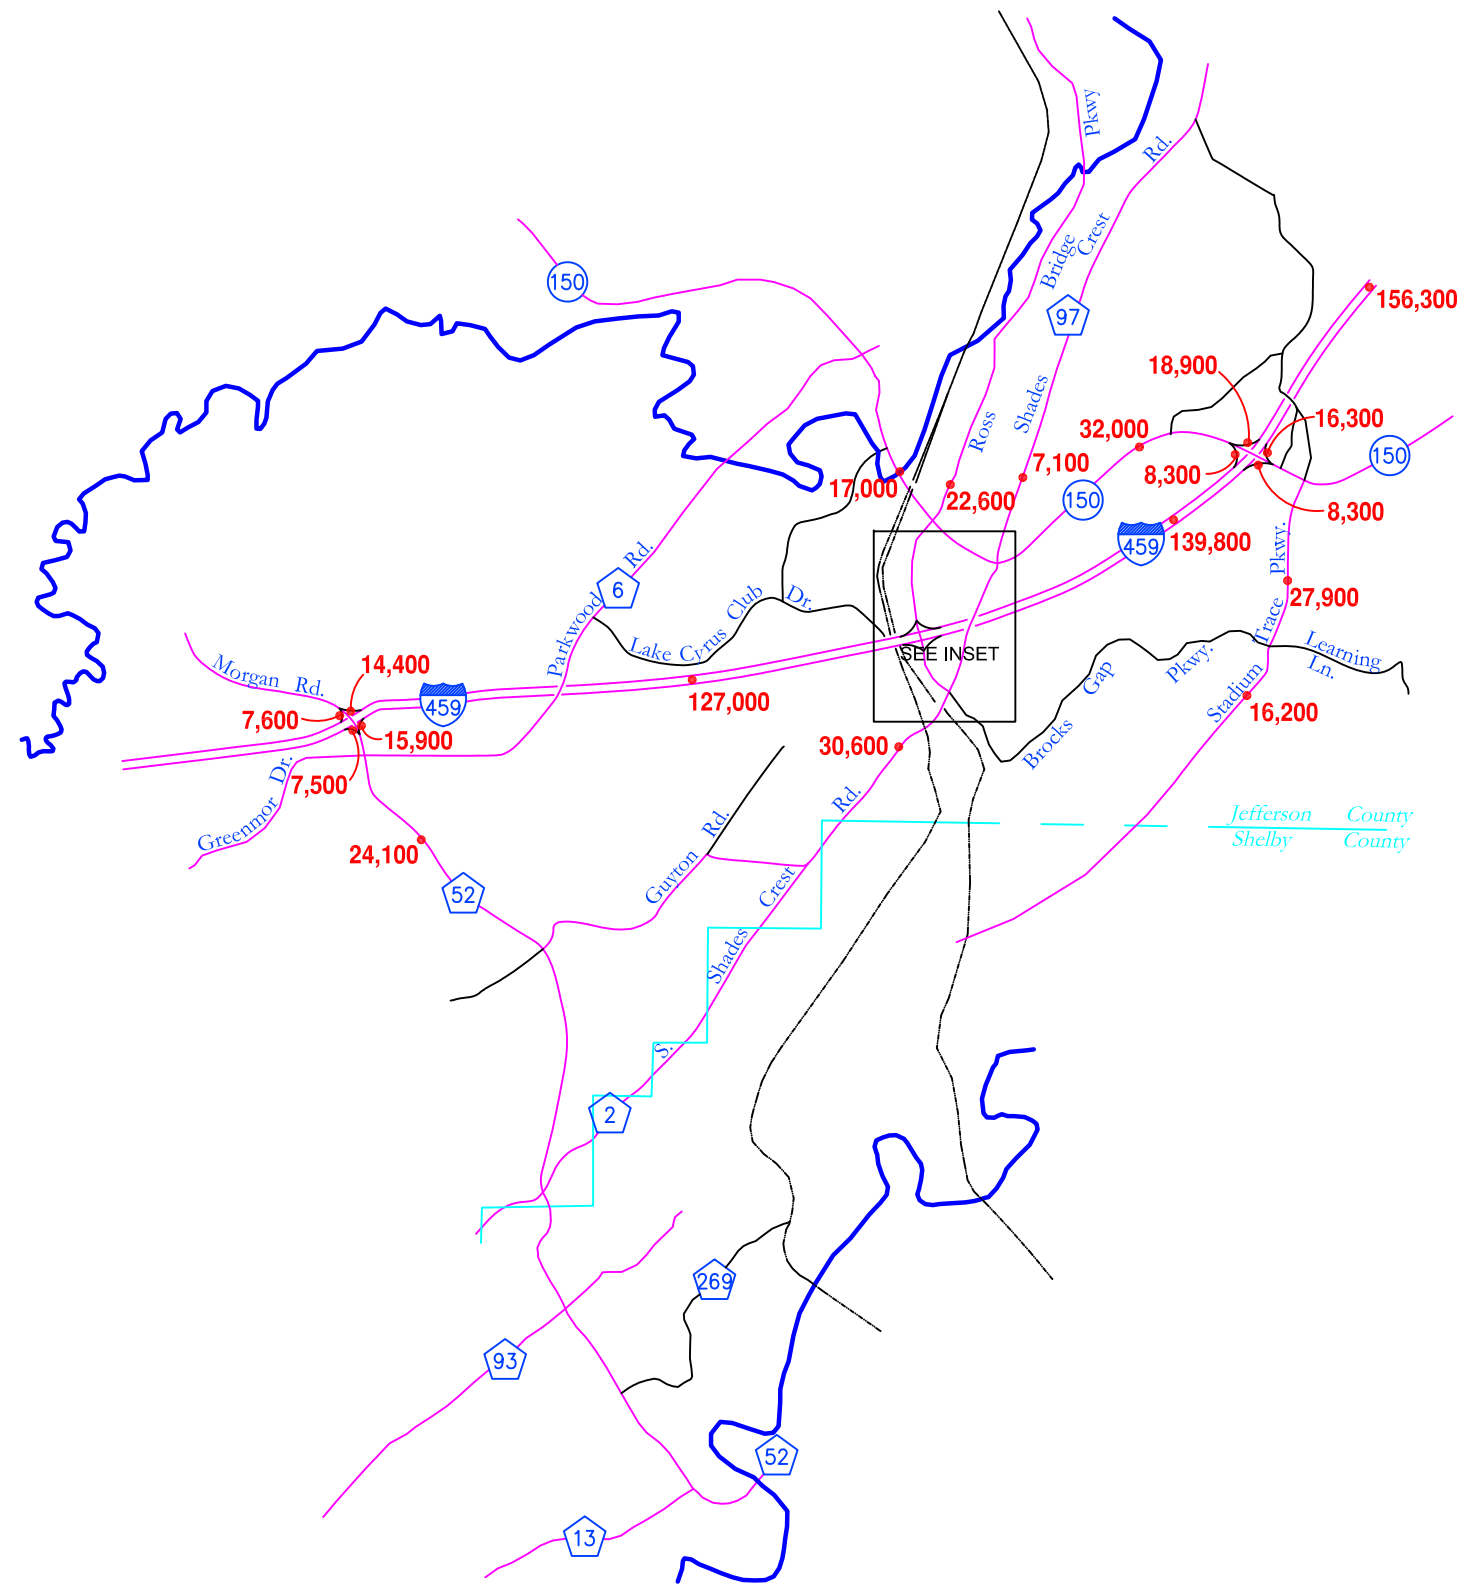 Pkwy
Rd.
Crest
Bridge
150
97
156,300
18,900
Shades
16,300
Ross
32,000
150
7,100
8,300
17,000
22,600
150
8,300
459
139,800
Pkwy.
Rd.
6
Club
Dr.
Parkwood
27,900
Trace
Lake Cyrus
SEE INSET
Learning
Ln.
Morgan Rd.
14,400
Gap
Pkwy.
Stadium
459
127,000
16,200
7,600
15,900
30,600
Brocks
Dr.
7,500
Rd.
Rd.
Greenmor
Jefferson County
Shelby County
24,100
Guyton
Crest
52
Shades
S.
2
269
93
52
13